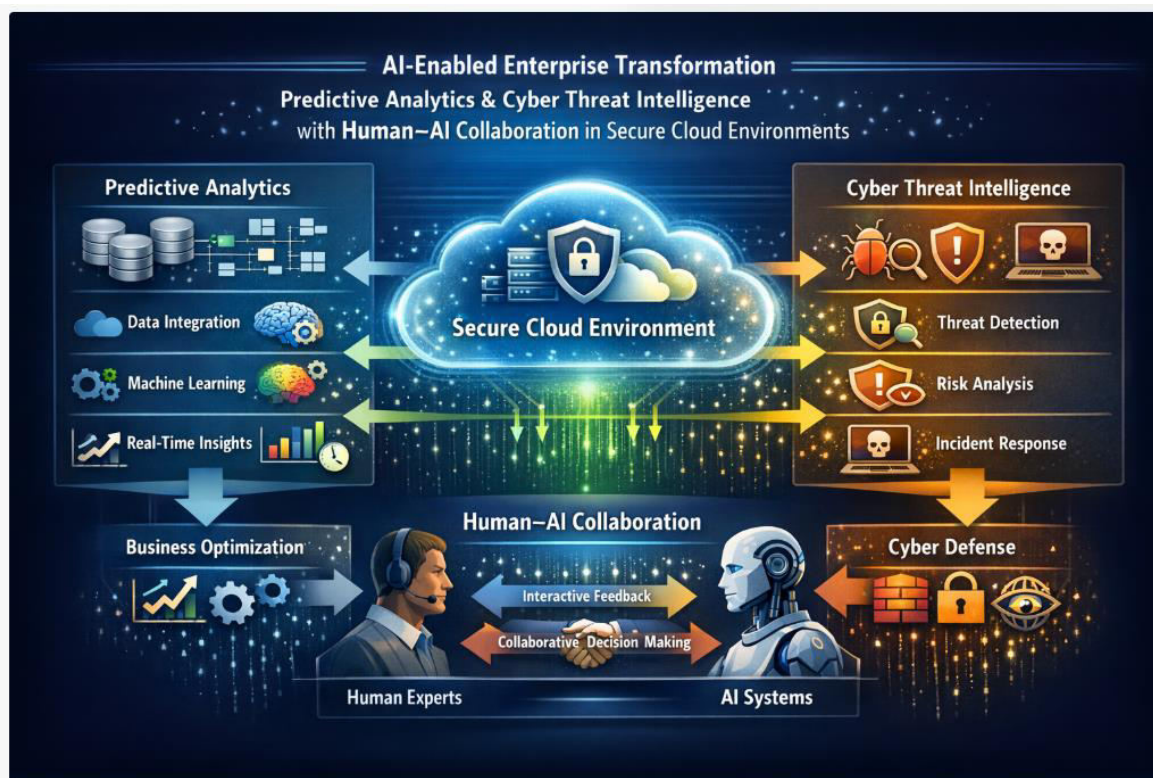 AI-Enabled Enterprise Transformation
Predictive Analytics & Cyber Threat Intelligence
with Human–AI Collaboration in Secure Cloud Environments
Predictive Analytics
Data Integration
Machine Learning
Real-Time Insights
Secure Cloud Environment
Cyber Threat Intelligence
Threat Detection
Risk Analysis
Incident Response
Business Optimization
Human–AI Collaboration
Interactive Feedback
Collaborative Decision Making
Human Experts
AI Systems
Cyber Defense